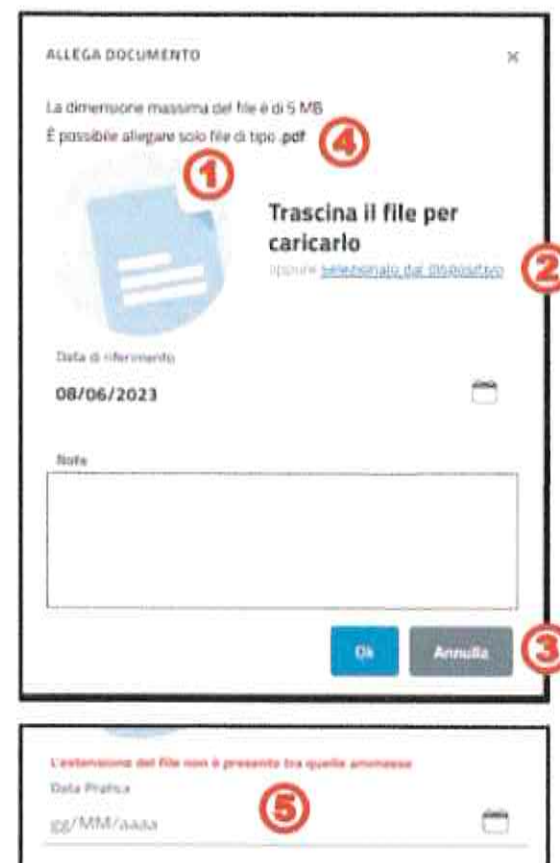 ALLEGA DOCUMENTO
La dimensione massima del file è di 5 MB
È possibile allegare solo file di tipo .pdf
4
1
Trascina il file per
caricarlo
oppure selezionalo dal dispositivo
2
Data di riferimento
08/06/2023
Note
Ok
Annulla
3
L'estensione del file non è presente tra quelle ammesse
Data Pratica
5
gg/MM/aaaa